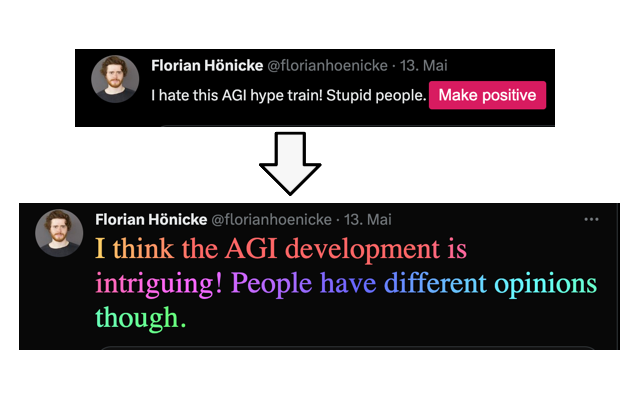 Florian Hönicke @florianhoenicke · 13. Mai
I hate this AGI hype train! Stupid people. Make positive
Florian Hönicke @florianhoenicke · 13. Mai
I think the AGI development is
intriguing! People have different opinions
though.